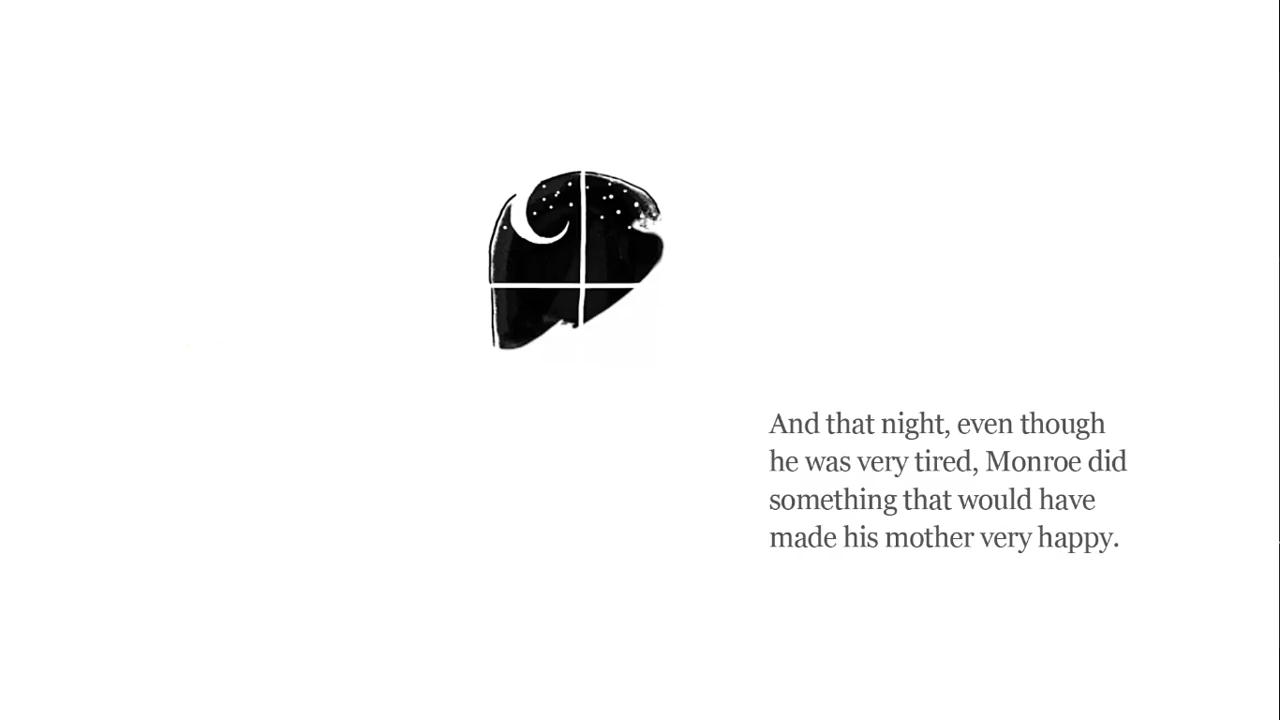 And that night, even though
he was very tired, Monroe did
something that would have
made his mother very happy.